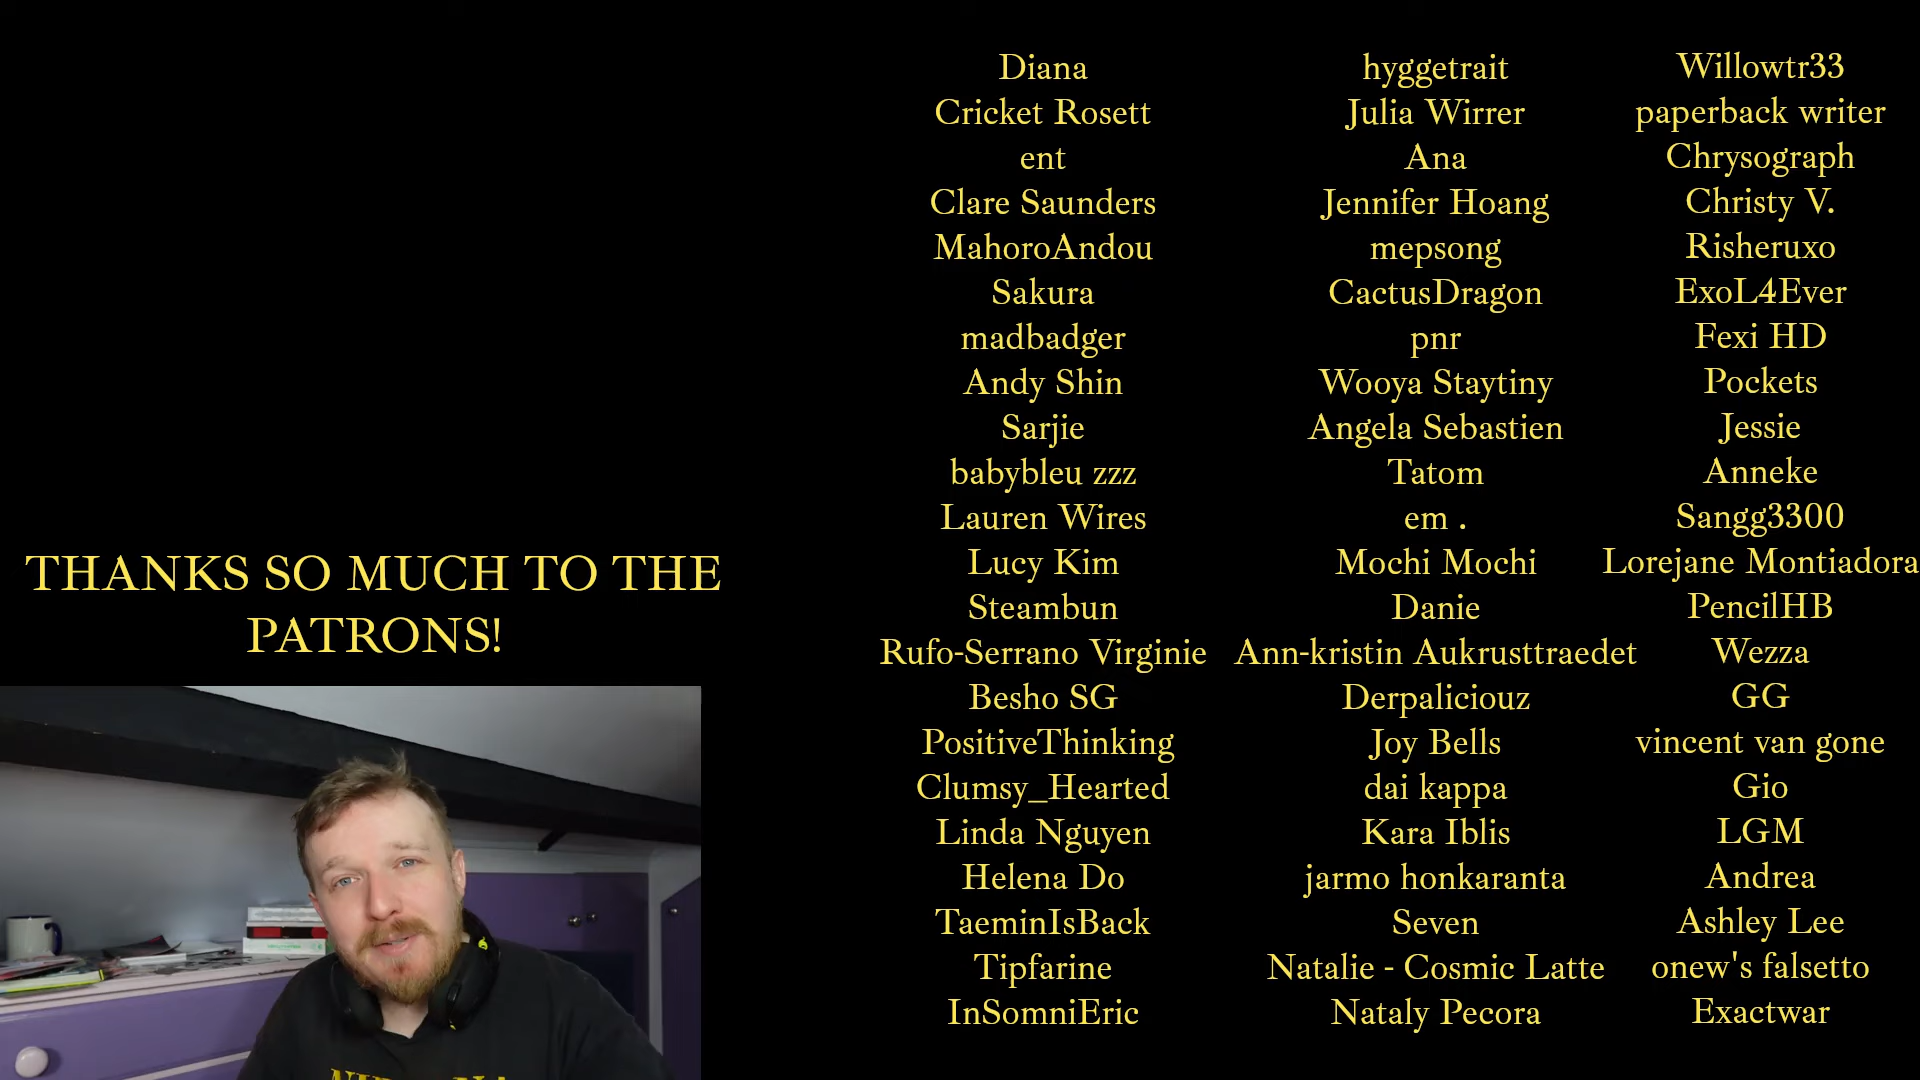 THANKS SO MUCH TO THE
PATRONS!
Diana
Cricket Rosett
ent
Clare Saunders
MahoroAndou
Sakura
madbadger
Andy Shin
Sarjie
babybleu zzz
Lauren Wires
Lucy Kim
Steambun
Rufo-Serrano Virginie
Besho SG
PositiveThinking
Clumsy_Hearted
Linda Nguyen
Helena Do
TaeminIsBack
Tipfarine
InSomniEric
hyggetrait
Julia Wirrer
Ana
Jennifer Hoang
mepsong
CactusDragon
pnr
Wooya Staytiny
Angela Sebastien
Tatom
em .
Mochi Mochi
Danie
Ann-kristin Aukrusttraedet
Derpaliciouz
Joy Bells
dai kappa
Kara Iblis
jarmo honkaranta
Seven
Natalie - Cosmic Latte
Nataly Pecora
Willowtr33
paperback writer
Chrysograph
Christy V.
Risheruxo
ExoL4Ever
Fexi HD
Pockets
Jessie
Anneke
Sangg3300
Lorejane Montiadora
PencilHB
Wezza
GG
vincent van gone
Gio
LGM
Andrea
Ashley Lee
onew's falsetto
Exactwar